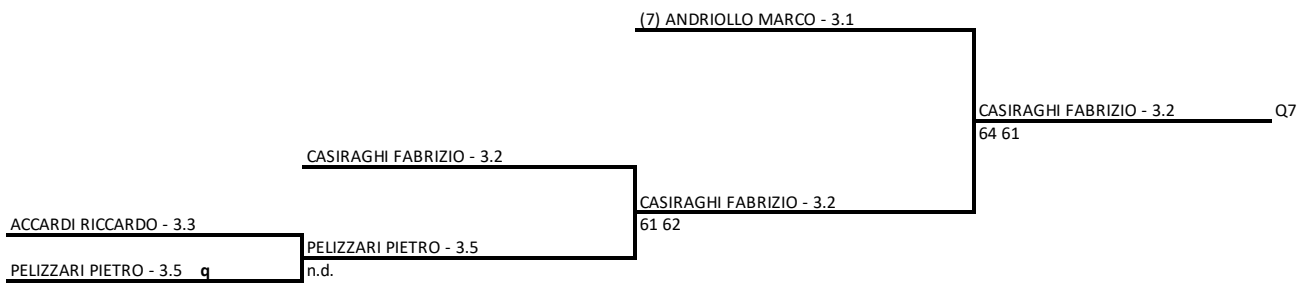 (7) ANDRIOLLO MARCO - 3.1
CASIRAGHI FABRIZIO - 3.2 Q7
64 61
CASIRAGHI FABRIZIO - 3.2
CASIRAGHI FABRIZIO - 3.2
61 62
ACCARDI RICCARDO - 3.3
PELIZZARI PIETRO - 3.5
n.d.
PELIZZARI PIETRO - 3.5 q